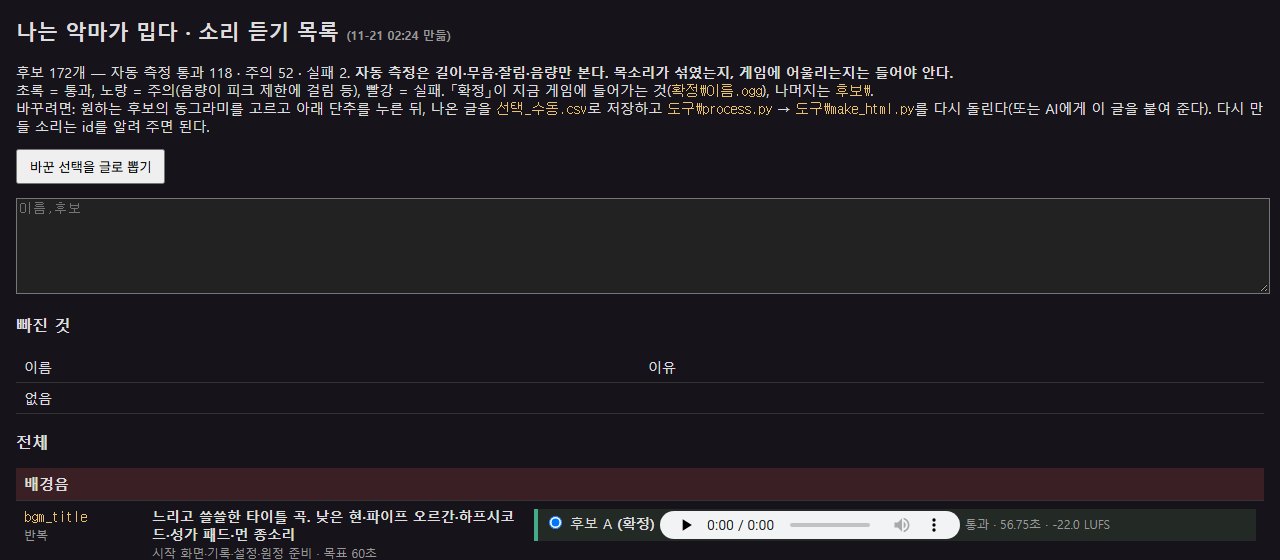 나는 악마가 밉다 · 소리 듣기 목록 (11-21 02:24 만듦)
후보 172개 — 자동 측정 통과 118 · 주의 52 · 실패 2. 자동 측정은 길이·무음·잘림·음량만 본다. 목소리가 섞였는지, 게임에 어울리는지는 들어야 안다.
초록 = 통과, 노랑 = 주의(음량이 피크 제한에 걸림 등), 빨강 = 실패. 「확정」이 지금 게임에 들어가는 것(확정\이름.ogg), 나머지는 후보\.
바꾸려면: 원하는 후보의 동그라미를 고르고 아래 단추를 누른 뒤, 나온 글을 선택_수동.csv로 저장하고 도구\process.py → 도구\make_html.py를 다시 돌린다(또는 AI에게 이 글을 붙여 준다). 다시 만
들 소리는 id를 알려 주면 된다.
바꾼 선택을 글로 뽑기
이름,후보
빠진 것
이름 이유
없음
전체
배경음
bgm_title
반복
느리고 쓸쓸한 타이틀 곡. 낮은 현·파이프 오르간·하프시코
드·성가 패드·먼 종소리
시작 화면·기록·설정·원정 준비 · 목표 60초
후보 A (확정) 0:00 / 0:00 통과 · 56.75초 · -22.0 LUFS